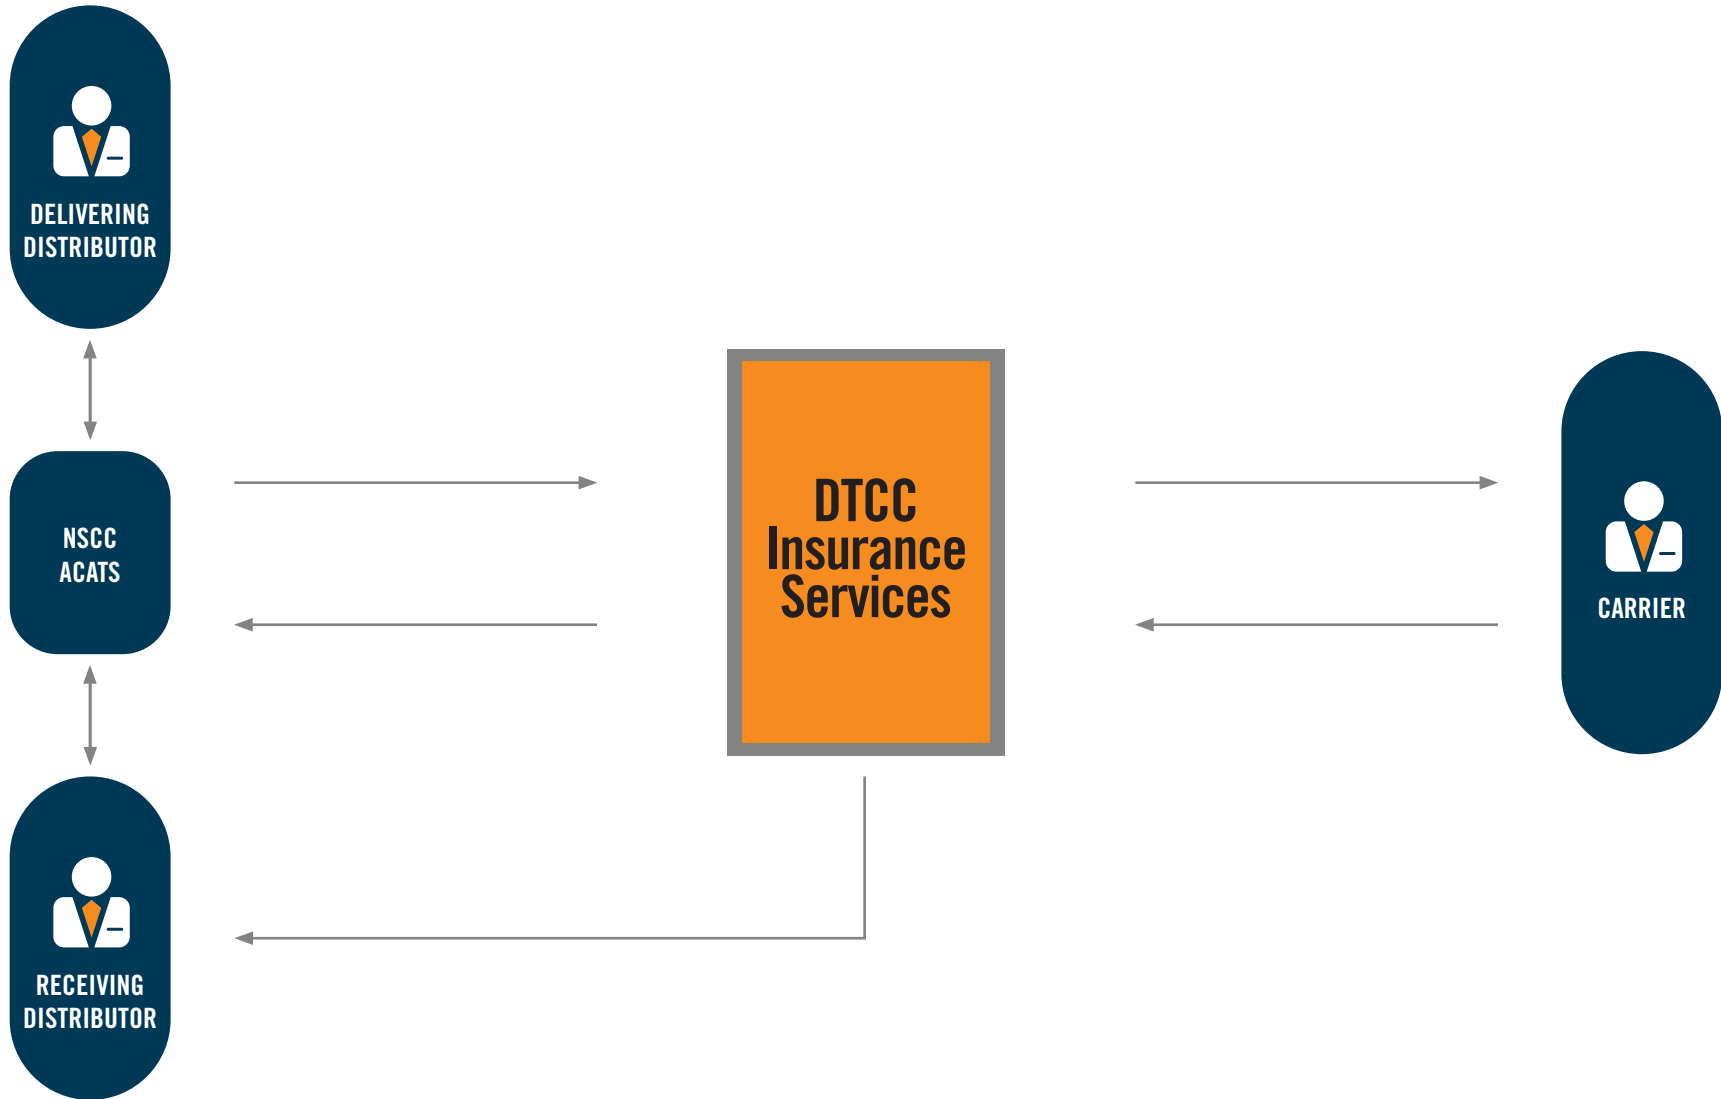 DELIVERING
DISTRIBUTOR
NSCC
ACATS
DTCC
Insurance
Services
CARRIER
RECEIVING
DISTRIBUTOR